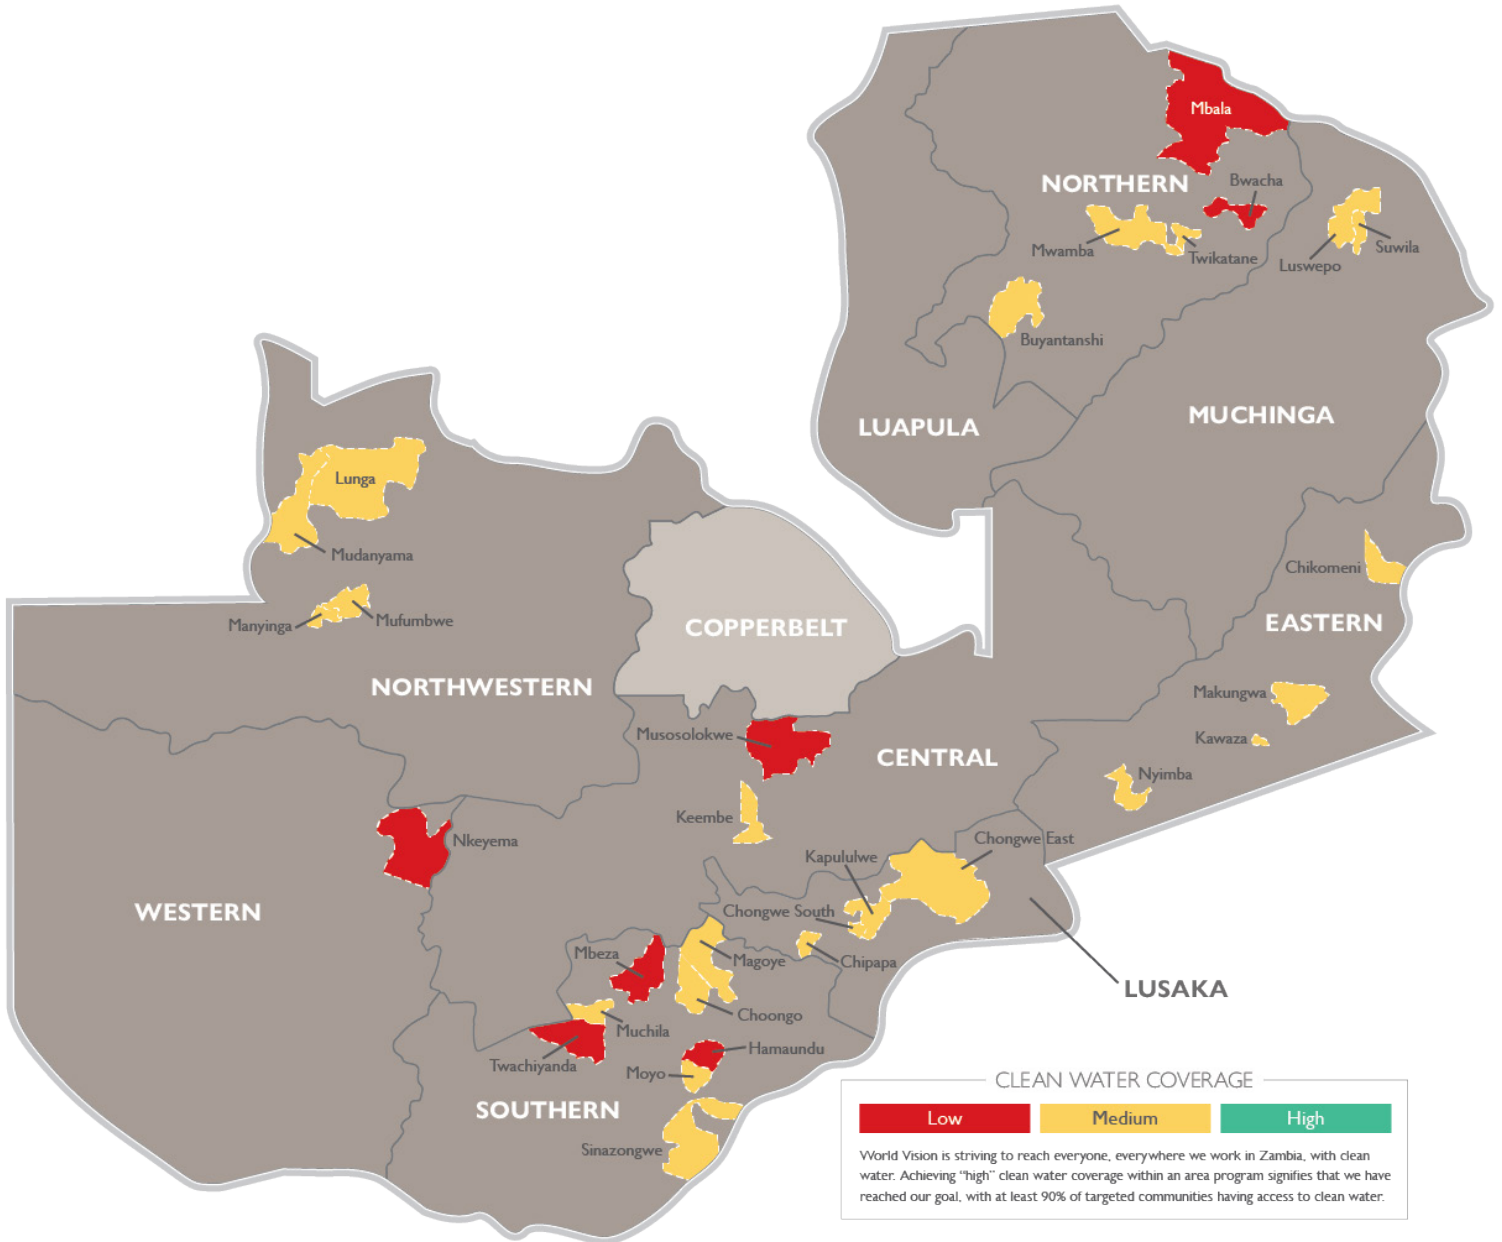 Mbala
NORTHERN
Bwacha
Mwamba
Twikatane
Suwila
Luswepo
Buyantanshi
LUAPULA
MUCHINGA
Lunga
Mudanyama
Chikomeni
Manyinga
Mufumbwe
COPPERBELT
EASTERN
NORTHWESTERN
Makungwa
Musosolokwe
Kawaza
CENTRAL
Nyimba
Keembe
Nkeyema
Chongwe East
Kapululwe
WESTERN
Chongwe South
Mbeza
Magoye
Chipapa
LUSAKA
Choongo
Muchila
Hamaundu
Twachiyanda
Moyo
SOUTHERN
Sinazongwe
CLEAN WATER COVERAGE
Low Medium High
World Vision is striving to reach everyone, everywhere we work in Zambia, with clean
water. Achieving “high” clean water coverage within an area program signifies that we have
reached our goal, with at least 90% of targeted communities having access to clean water.